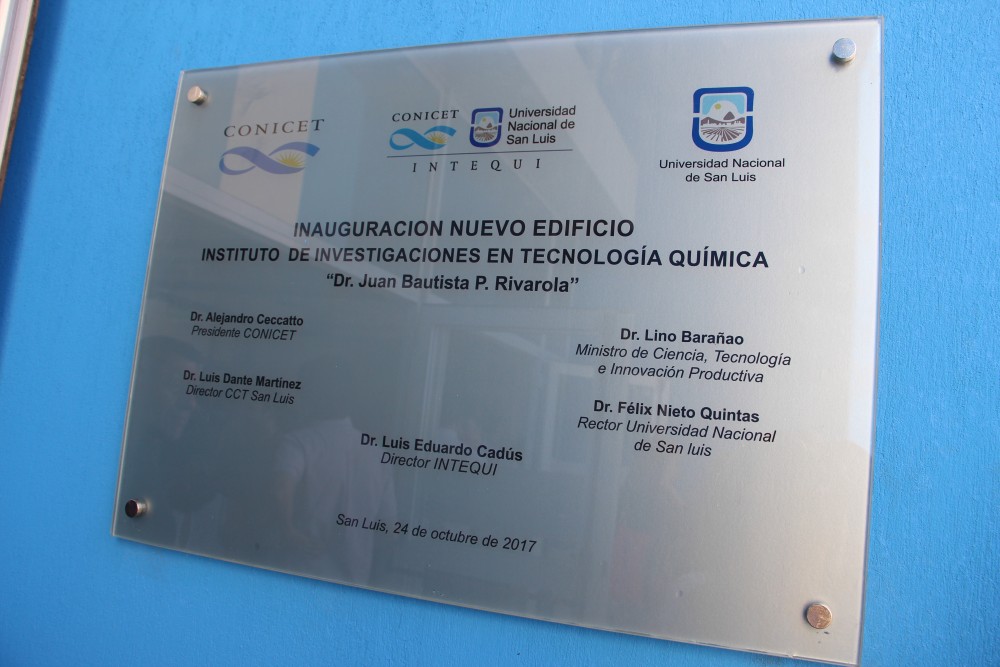 CONICET
CONICET
Universidad
Nacional de
San Luis
INTEQUI
Universidad Nacional
de San Luis
INAUGURACION NUEVO EDIFICIO
INSTITUTO DE INVESTIGACIONES EN TECNOLOGÍA QUÍMICA
“Dr. Juan Bautista P. Rivarola”
Dr. Alejandro Ceccatto
Presidente CONICET
Dr. Luis Dante Martínez
Director CCT San Luis
Dr. Lino Barañao
Ministro de Ciencia, Tecnología
e Innovación Productiva
Dr. Félix Nieto Quintas
Rector Universidad Nacional
de San luis
Dr. Luis Eduardo Cadús
Director INTEQUI
San Luis, 24 de octubre de 2017